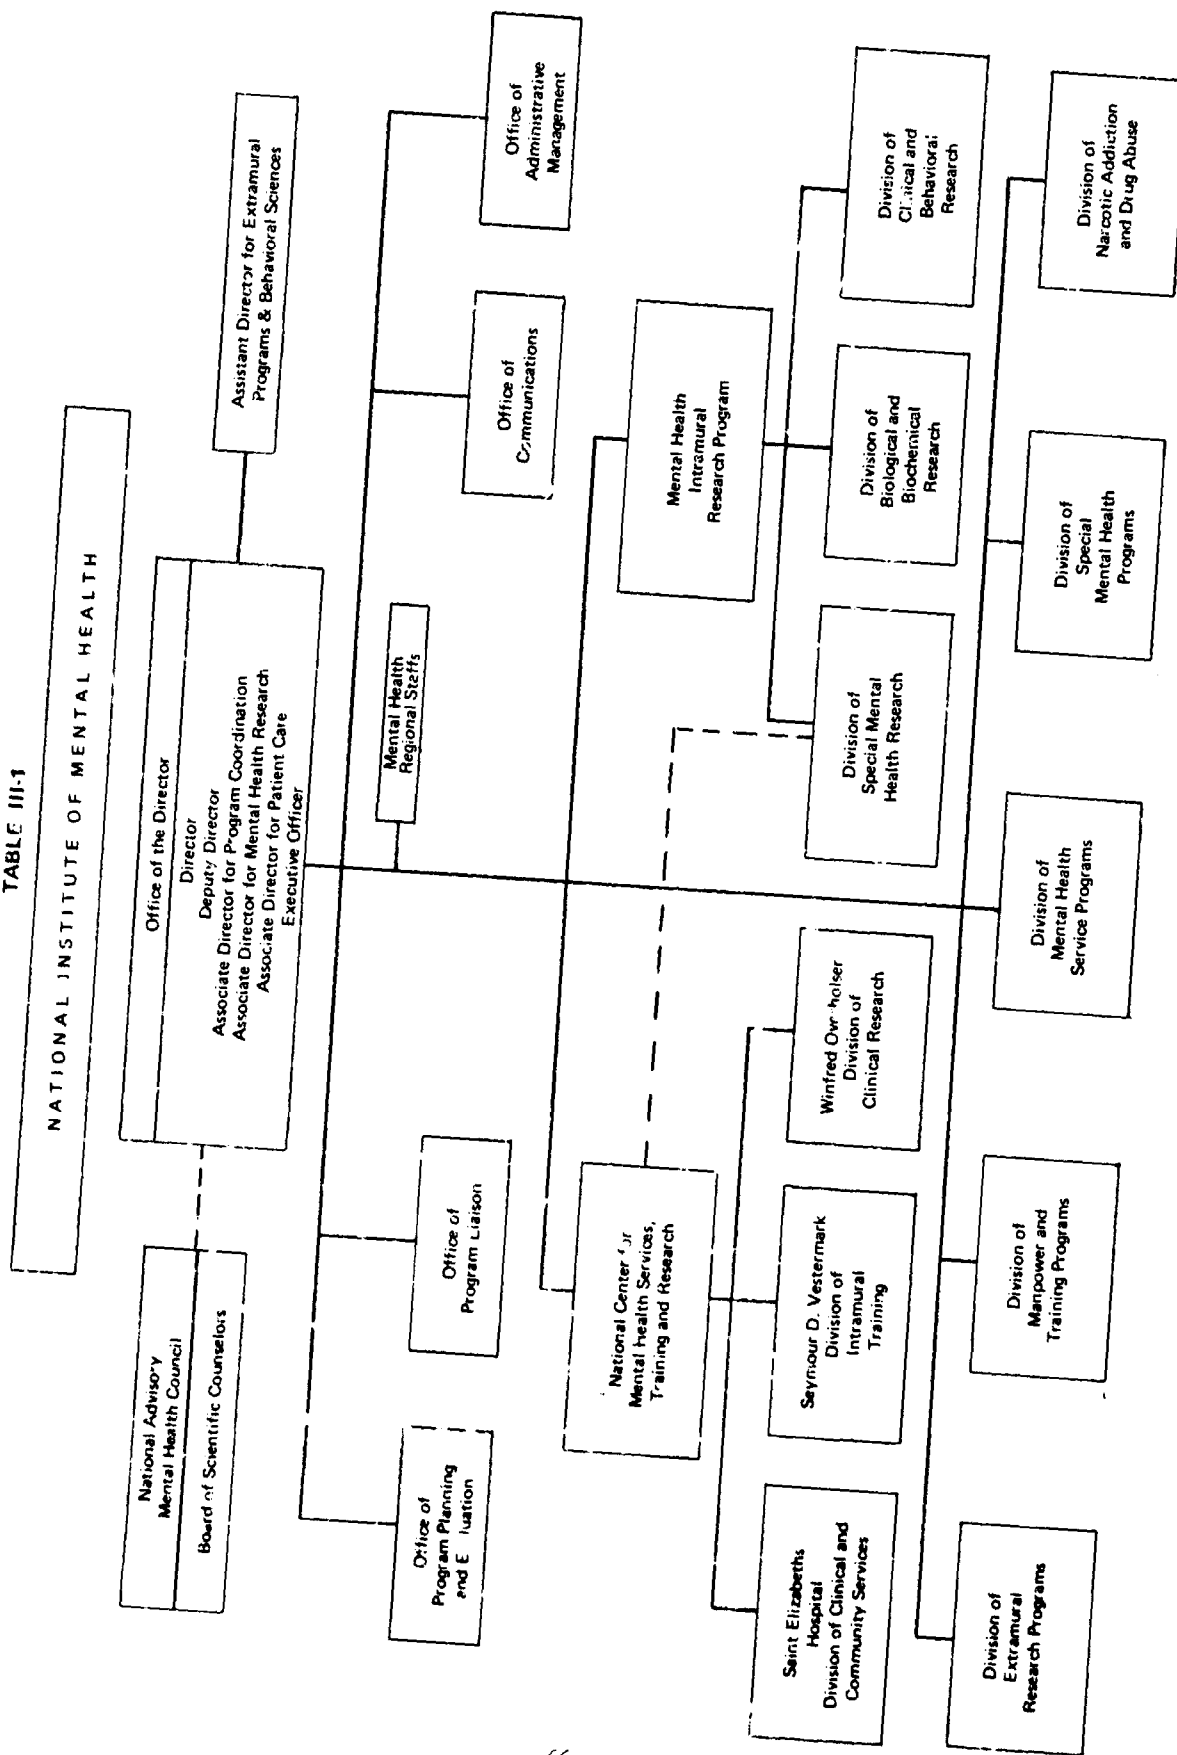 TABLE III-1
NATIONAL INSTITUTE OF MENTAL HEALTH
National Advisory
Mental Health Council
Board of Scientific Counselors
Office of the Director
Director
Deputy Director
Associate Director for Program Coordination
Associate Director for Mental Health Research
Associate Director for Patient Care
Executive Officer
Assistant Director for Extramural
Programs & Behavioral Sciences
Mental Health
Regional Staffs
Office of
Program Planning
and
Office of
Program Liaison
Office of
Communications
Office of
Administrative
Management
National Center for
Mental Health Services,
Training and Research
Mental Health
Intramural
Research Program
Saint Elizabeths
Hospital
Division of Clinical and
Community Services
Seymour D. Vestermark
Division of
Intramural
Training
Winfred
Division of
Clinical Research
Division of
Special Mental
Health Research
Division of
Biological and
Biochemical
Research
Division of
Clinical and
Behavioral
Research
Division of
Extramural
Research Programs
Division of
Manpower and
Training Programs
Division of
Mental Health
Service Programs
Division of
Special
Mental Health
Programs
Division of
Narcotic Addiction
and Drug Abuse